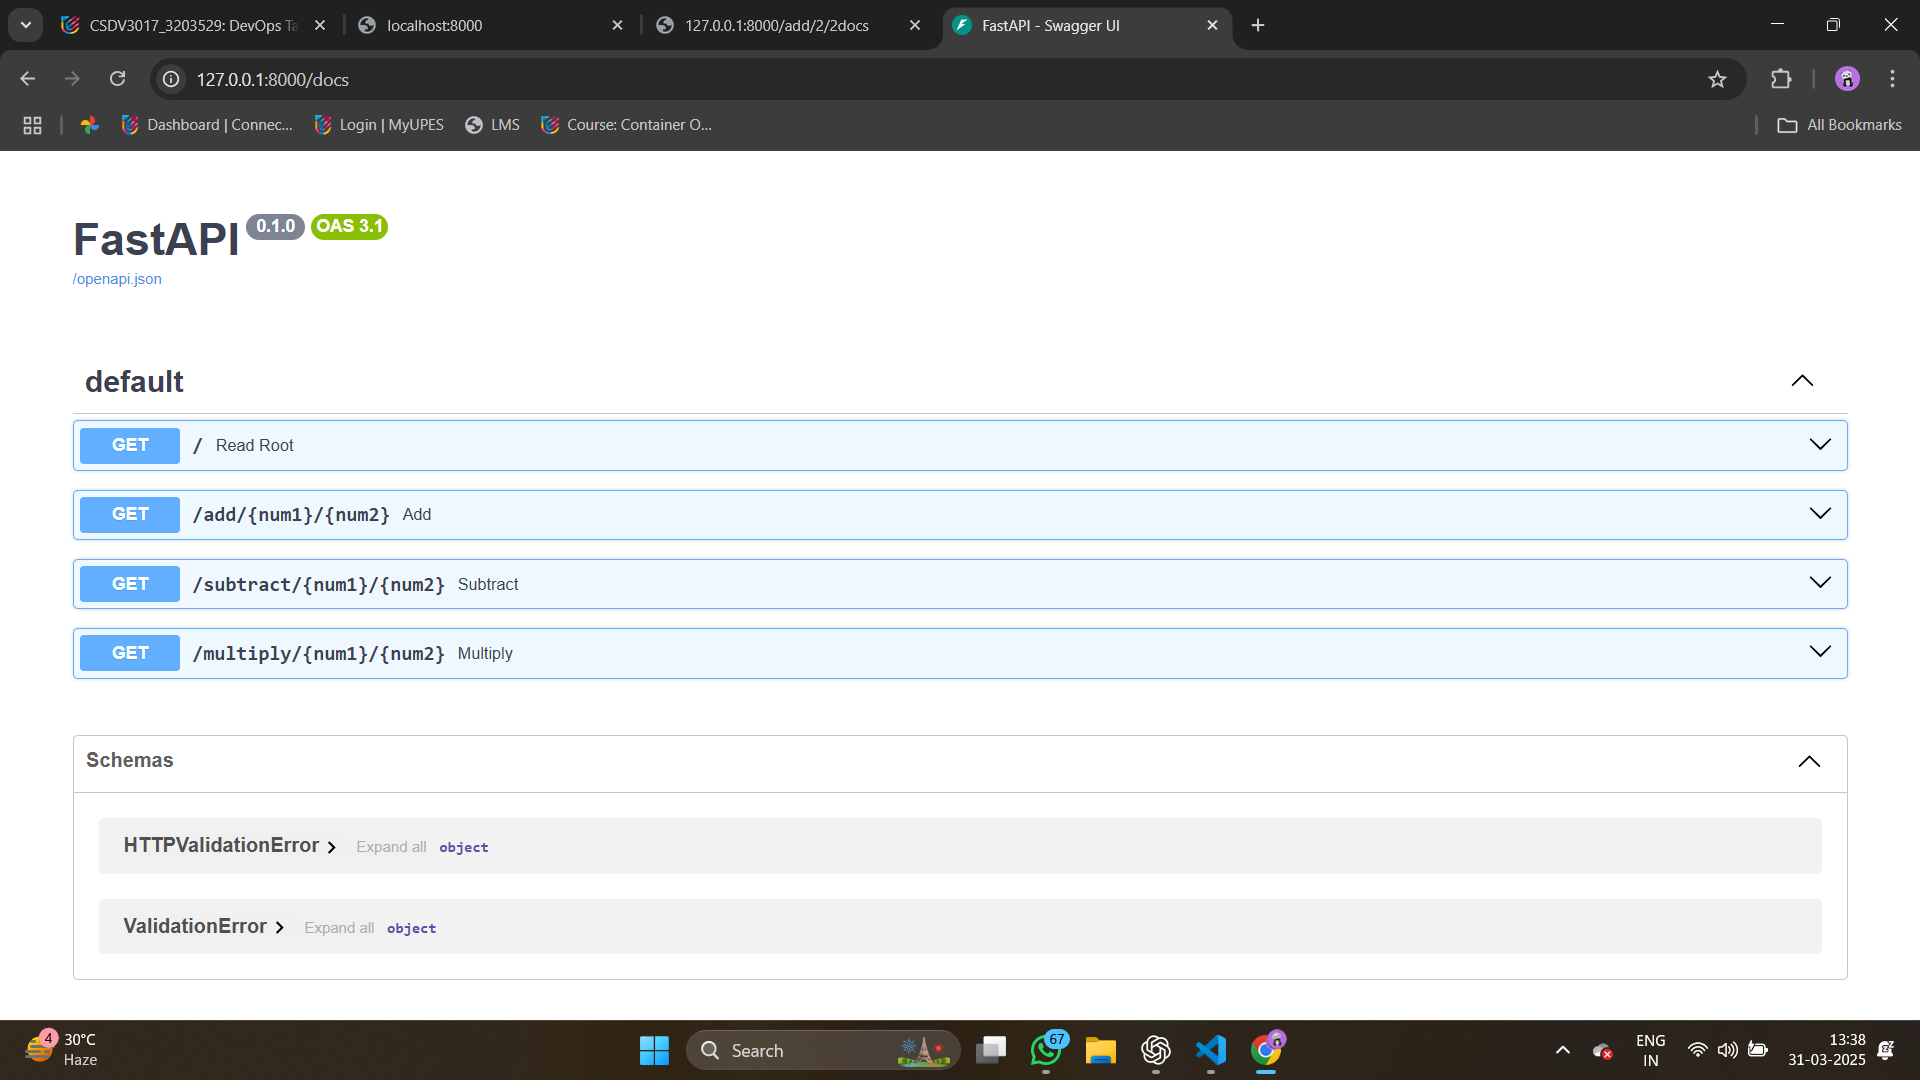 CSDV3017_3203529: DevOps Ta
localhost:8000
127.0.0.1:8000/add/2/2docs
FastAPI - Swagger UI
127.0.0.1:8000/docs
Dashboard | Connec...
Login | MyUPES
LMS
Course: Container O...
All Bookmarks
FastAPI 0.1.0 OAS 3.1
/openapi.json
default
GET / Read Root
GET /add/{num1}/{num2} Add
GET /subtract/{num1}/{num2} Subtract
GET /multiply/{num1}/{num2} Multiply
Schemas
HTTPValidationError Expand all object
ValidationError Expand all object
4
30°C
Haze
Search
67
ENG
IN
13:38
31-03-2025